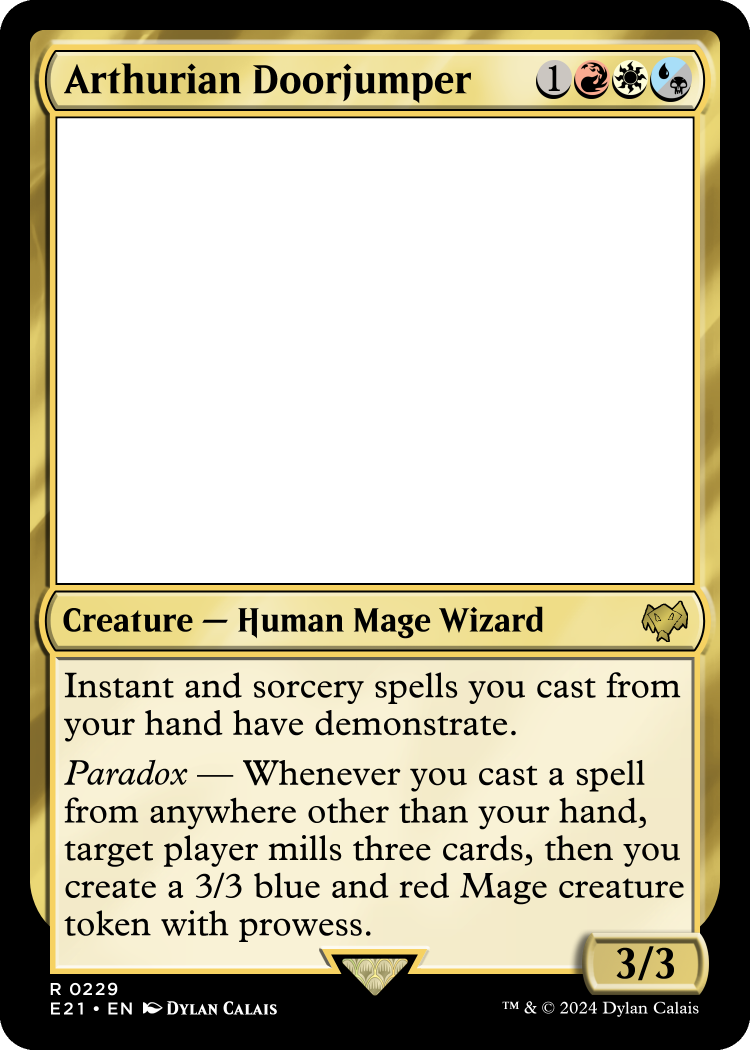 Arthurian Doorjumper 1
Creature — Human Mage Wizard
Instant and sorcery spells you cast from
your hand have demonstrate.
Paradox — Whenever you cast a spell
from anywhere other than your hand,
target player mills three cards, then you
create a 3/3 blue and red Mage creature
token with prowess.
3/3
R 0229
E21 • EN Dylan Calais
™ & © 2024 Dylan Calais